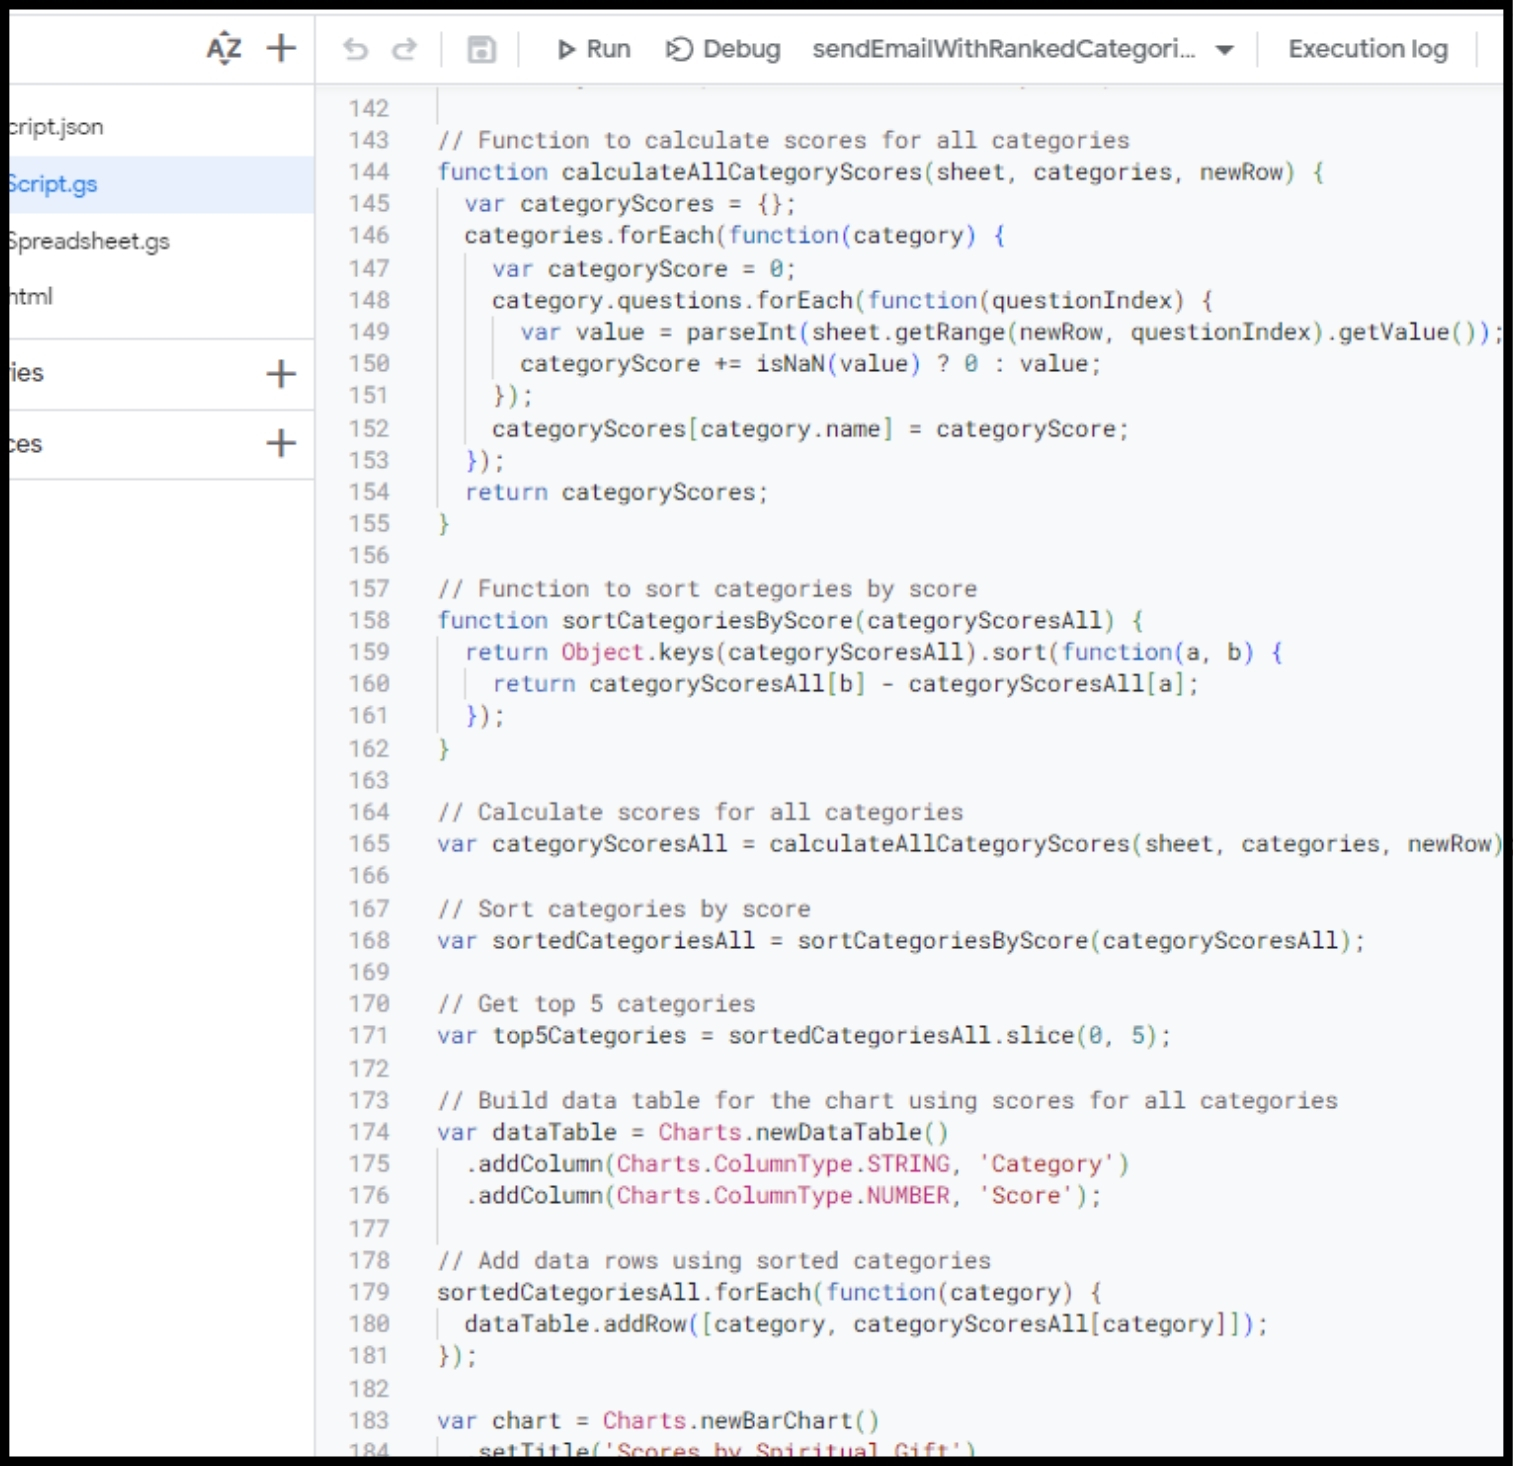 AZ + Run Debug sendEmailWithRankedCategori... Execution log
cript.json
Script.gs
Spreadsheet.gs
html
ries +
ces +
142
143 // Function to calculate scores for all categories
144 function calculateAllCategoryScores(sheet, categories, newRow) {
145 var categoryScores = {};
146 categories.forEach(function(category) {
147 var categoryScore = 0;
148 category.questions.forEach(function(questionIndex) {
149 var value = parseInt(sheet.getRange(newRow, questionIndex).getValue());
150 categoryScore += isNaN(value) ? 0 : value;
151 });
152 categoryScores[category.name] = categoryScore;
153 });
154 return categoryScores;
155 }
156
157 // Function to sort categories by score
158 function sortCategoriesByScore(categoryScoresAll) {
159 return Object.keys(categoryScoresAll).sort(function(a, b) {
160 return categoryScoresAll[b] - categoryScoresAll[a];
161 });
162 }
163
164 // Calculate scores for all categories
165 var categoryScoresAll = calculateAllCategoryScores(sheet, categories, newRow)
166
167 // Sort categories by score
168 var sortedCategoriesAll = sortCategoriesByScore(categoryScoresAll);
169
170 // Get top 5 categories
171 var top5Categories = sortedCategoriesAll.slice(0, 5);
172
173 // Build data table for the chart using scores for all categories
174 var dataTable = Charts.newDataTable()
175 .addColumn(Charts.ColumnType.STRING, 'Category')
176 .addColumn(Charts.ColumnType.NUMBER, 'Score');
177
178 // Add data rows using sorted categories
179 sortedCategoriesAll.forEach(function(category) {
180 dataTable.addRow([category, categoryScoresAll[category]]);
181 });
182
183 var chart = Charts.newBarChart()
184 .setTitle('Scores by Spiritual Gift')